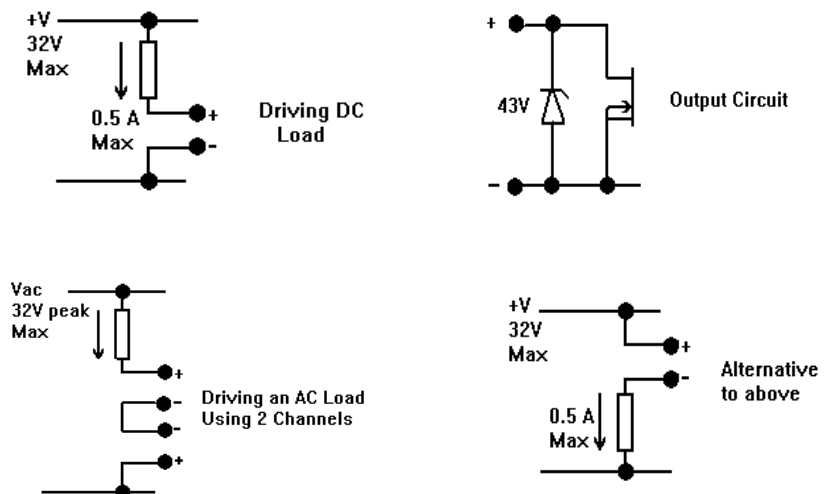 +V
32V
Max
0.5 A
Max
+
-
Driving DC
Load
+
43V
-
Output Circuit
Vac
32V peak
Max
+
-
-
+
Driving an AC Load
Using 2 Channels
+V
32V
Max
+
-
0.5 A
Max
Alternative
to above